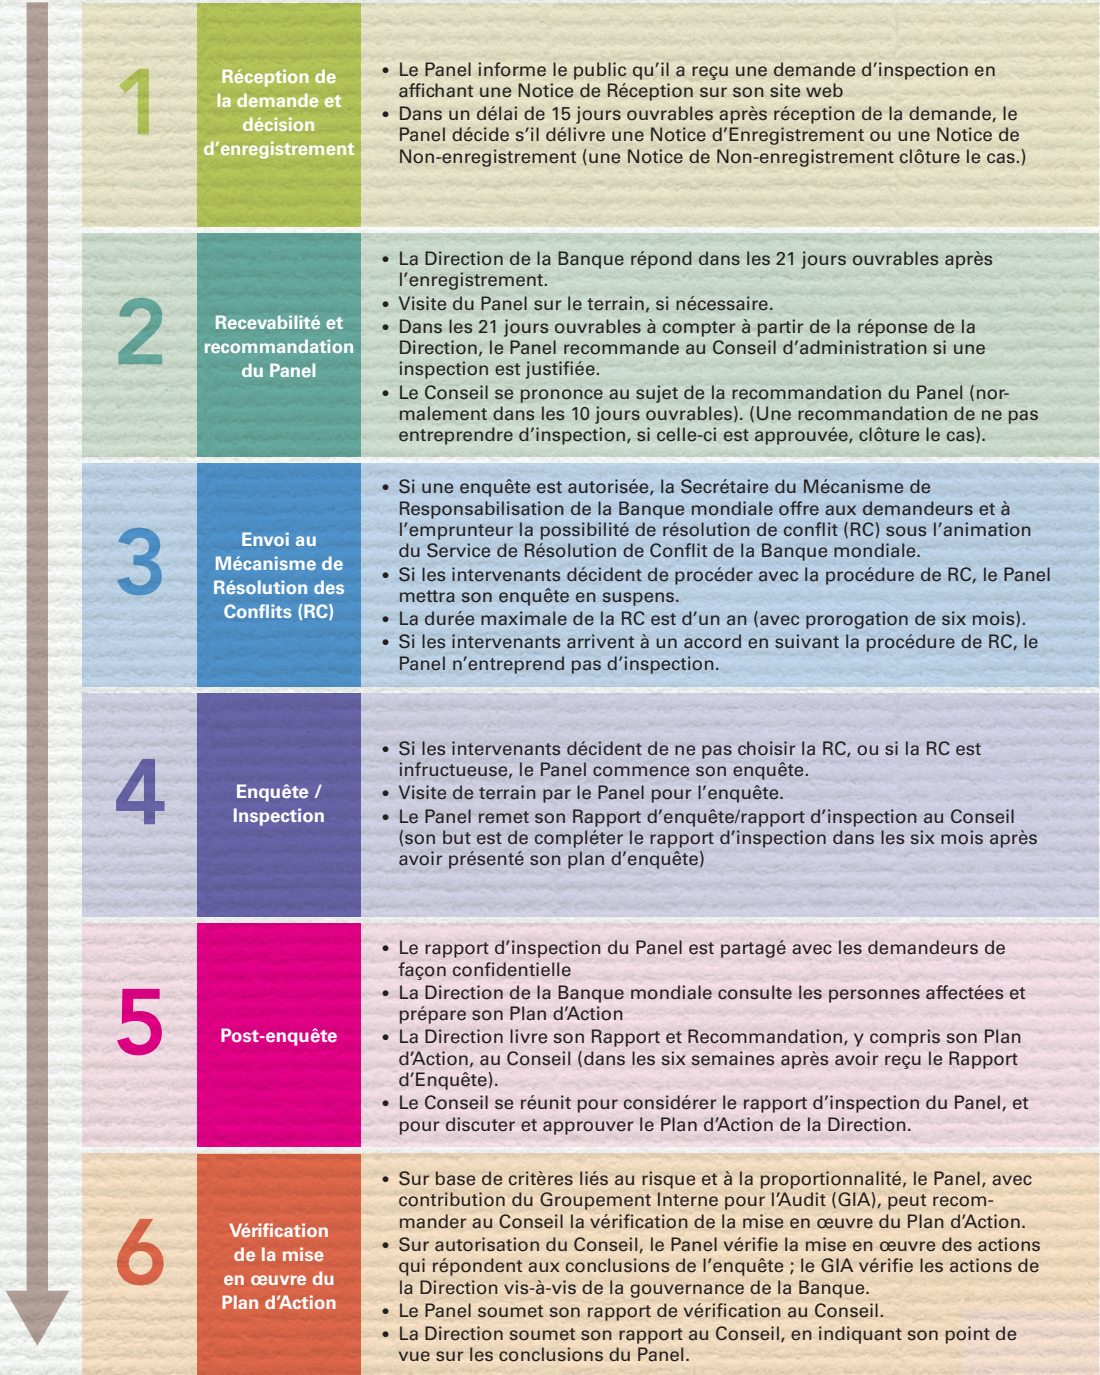 1
Réception de
la demande et
décision
d’enregistrement
• Le Panel informe le public qu’il a reçu une demande d’inspection en
affichant une Notice de Réception sur son site web
• Dans un délai de 15 jours ouvrables après réception de la demande, le
Panel décide s’il délivre une Notice d’Enregistrement ou une Notice de
Non-enregistrement (une Notice de Non-enregistrement clôture le cas.)
2
Recevabilité et
recommandation
du Panel
• La Direction de la Banque répond dans les 21 jours ouvrables après
l’enregistrement.
• Visite du Panel sur le terrain, si nécessaire.
• Dans les 21 jours ouvrables à compter à partir de la réponse de la
Direction, le Panel recommande au Conseil d’administration si une
inspection est justifiée.
• Le Conseil se prononce au sujet de la recommandation du Panel (nor-
malement dans les 10 jours ouvrables). (Une recommandation de ne pas
entreprendre d’inspection, si celle-ci est approuvée, clôture le cas).
3
Envoi au
Mécanisme de
Résolution des
Conflits (RC)
• Si une enquête est autorisée, la Secrétaire du Mécanisme de
Responsabilisation de la Banque mondiale offre aux demandeurs et à
l’emprunteur la possibilité de résolution de conflit (RC) sous l’animation
du Service de Résolution de Conflit de la Banque mondiale.
• Si les intervenants décident de procéder avec la procédure de RC, le Panel
mettra son enquête en suspens.
• La durée maximale de la RC est d’un an (avec prorogation de six mois).
• Si les intervenants arrivent à un accord en suivant la procédure de RC, le
Panel n’entreprend pas d’inspection.
4
Enquête /
Inspection
• Si les intervenants décident de ne pas choisir la RC, ou si la RC est
infructueuse, le Panel commence son enquête.
• Visite de terrain par le Panel pour l’enquête.
• Le Panel remet son Rapport d’enquête/rapport d’inspection au Conseil
(son but est de compléter le rapport d’inspection dans les six mois après
avoir présenté son plan d’enquête)
5
Post-enquête
• Le rapport d’inspection du Panel est partagé avec les demandeurs de
façon confidentielle
• La Direction de la Banque mondiale consulte les personnes affectées et
prépare son Plan d’Action
• La Direction livre son Rapport et Recommandation, y compris son Plan
d’Action, au Conseil (dans les six semaines après avoir reçu le Rapport
d’Enquête).
• Le Conseil se réunit pour considérer le rapport d’inspection du Panel, et
pour discuter et approuver le Plan d’Action de la Direction.
6
Vérification
de la mise
en œuvre du
Plan d’Action
• Sur base de critères liés au risque et à la proportionnalité, le Panel, avec
contribution du Groupement Interne pour l’Audit (GIA), peut recom-
mander au Conseil la vérification de la mise en œuvre du Plan d’Action.
• Sur autorisation du Conseil, le Panel vérifie la mise en œuvre des actions
qui répondent aux conclusions de l’enquête ; le GIA vérifie les actions de
la Direction vis-à-vis de la gouvernance de la Banque.
• Le Panel soumet son rapport de vérification au Conseil.
• La Direction soumet son rapport au Conseil, en indiquant son point de
vue sur les conclusions du Panel.